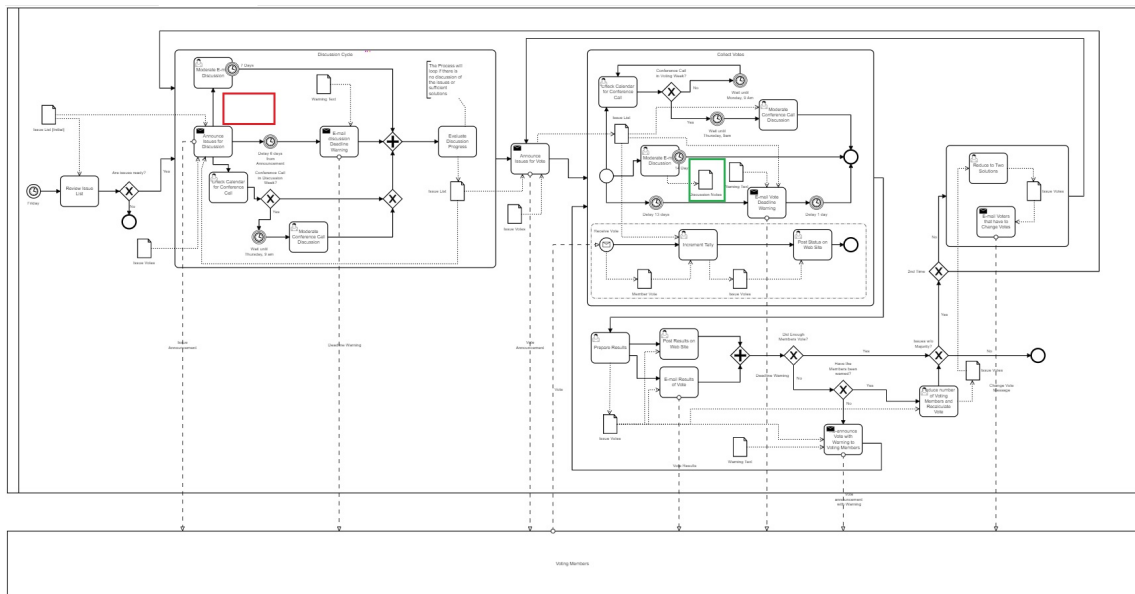 Discussion Cycle
Collect Votes
Moderate E-mail
Discussion
7 Days
The Process will
loop if there is
no discussion of
the issues or
sufficient
solutions
Warning Text
Issue List [Initial]
Announce
Issues for
Discussion
Delay 6 days
from
Announcement
E-mail
discussion
Deadline
Warning
Evaluate
Discussion
Progress
Announce
Issues for Vote
Check Calendar
for Conference
Call
Conference Call
in Voting Week?
No
Wait until
Monday, 9 am
Yes
Wait until
Thursday, 9am
Moderate
Conference Call
Discussion
Issue List
Moderate E-mail
Discussion
Discussion Notes
Warning Text
E-mail Vote
Deadline
Warning
Delay 13 days
Delay 1 day
Reduce to Two
Solutions
Issue Votes
E-mail Voters
that have to
Change Votes
7 Days
Review Issue
List
Are issues ready?
Yes
No
Issue Votes
Check Calendar
for Conference
Call
Conference Call
in Discussion
Week?
Yes
Wait until
Thursday, 9 am
Moderate
Conference Call
Discussion
Issue List
Issue Votes
Receive Vote
Increment Tally
Post Status on
Web Site
Member Vote
Issue Votes
No
2nd Time?
Yes
Issue
Announcement
Deadline Warning
Vote
Announcement
Vote
Prepare Results
Post Results on
Web Site
E-mail Results
of Vote
Did Enough
Members Vote?
Yes
No
Deadline Warning
Have the
Members been
warned?
Yes
No
Issues w/o
Majority?
No
Reduce number
of Voting
Members and
Recalculate
Vote
Issue Votes
Change Vote
Message
Issue Votes
Warning Text
Re-announce
Vote with
Warning to
Voting Members
Vote Results
Vote
announcement
with Warning
Voting Members